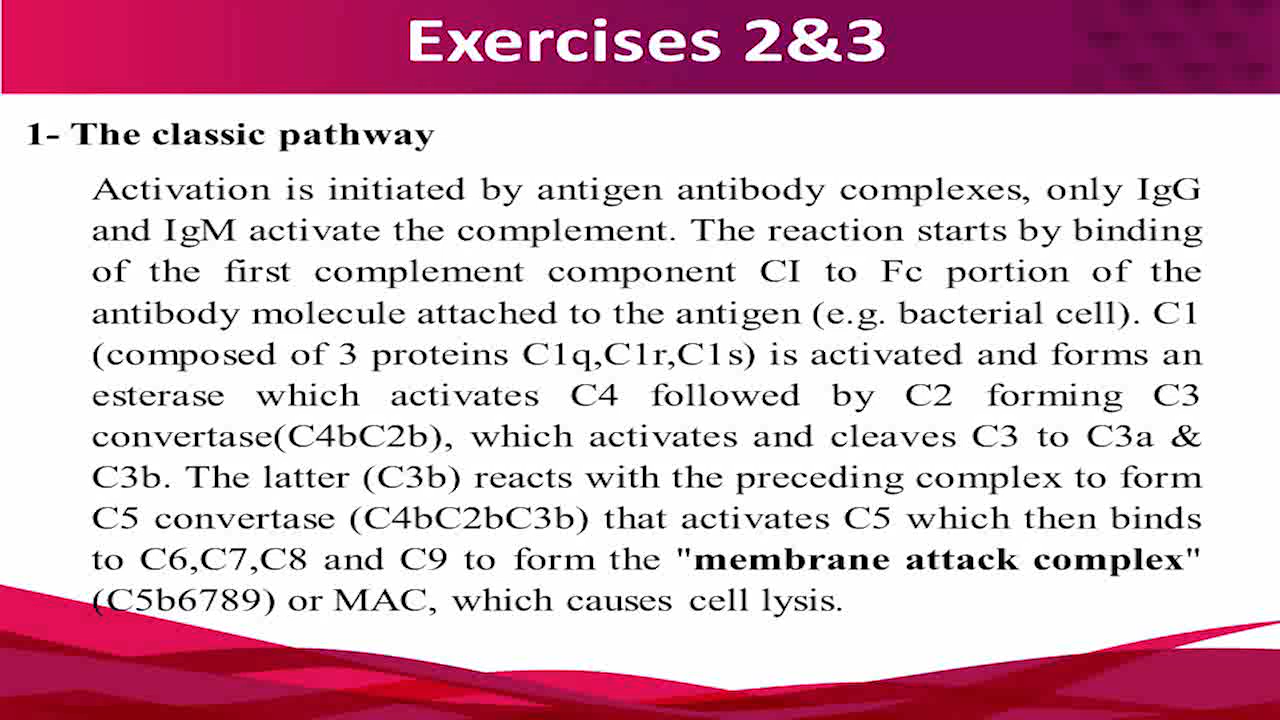 Exercises 2&3
1- The classic pathway
Activation is initiated by antigen antibody complexes, only IgG
and IgM activate the complement. The reaction starts by binding
of the first complement component CI to Fc portion of the
antibody molecule attached to the antigen (e.g. bacterial cell). C1
(composed of 3 proteins C1q,C1r,C1s) is activated and forms an
esterase which activates C4 followed by C2 forming C3
convertase(C4bC2b), which activates and cleaves C3 to C3a &
C3b. The latter (C3b) reacts with the preceding complex to form
C5 convertase (C4bC2bC3b) that activates C5 which then binds
to C6,C7,C8 and C9 to form the "membrane attack complex"
(C5b6789) or MAC, which causes cell lysis.